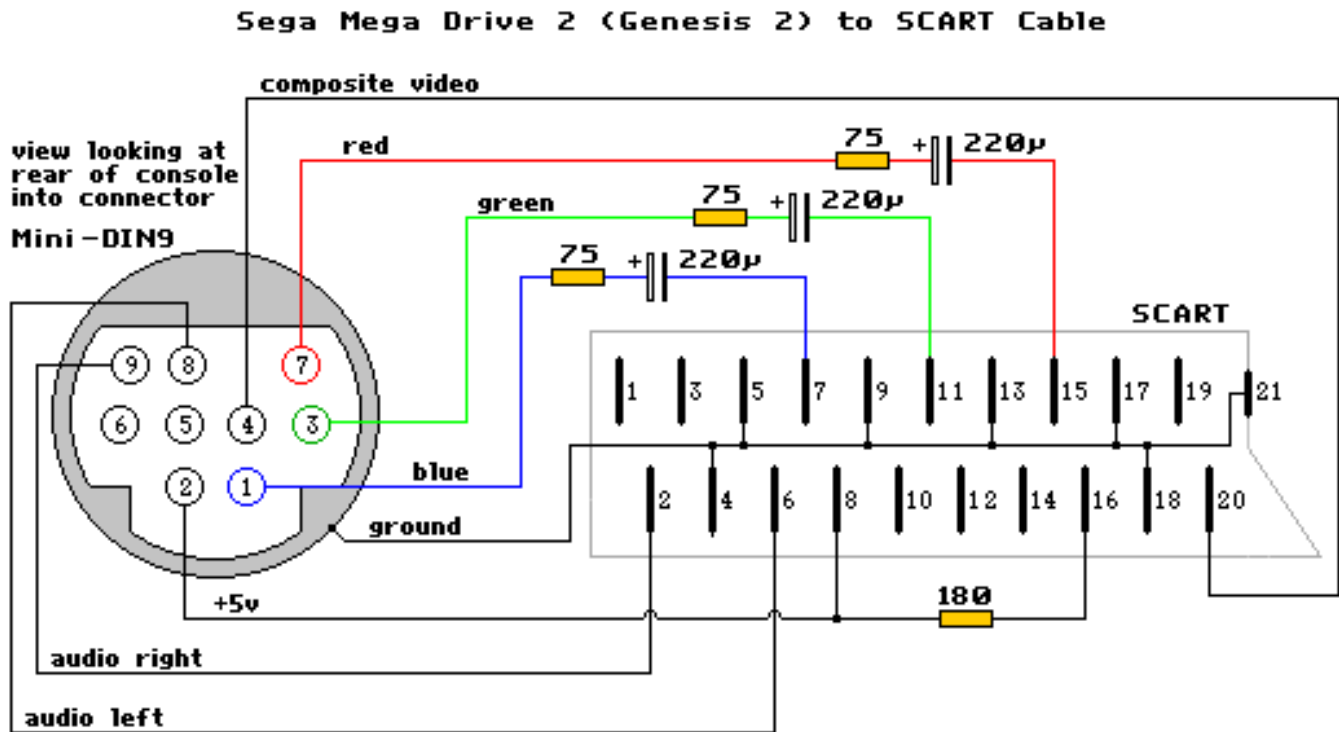 Sega Mega Drive 2 (Genesis 2) to SCART Cable
composite video
view looking at
rear of console
into connector
Mini-DIN9
red
75
+
220µ
green
75
+
220µ
blue
75
+
220µ
SCART
9
8
7
6
5
4
3
2
1
1
3
5
7
9
11
13
15
17
19
21
2
4
6
8
10
12
14
16
18
20
ground
+5v
180
audio right
audio left